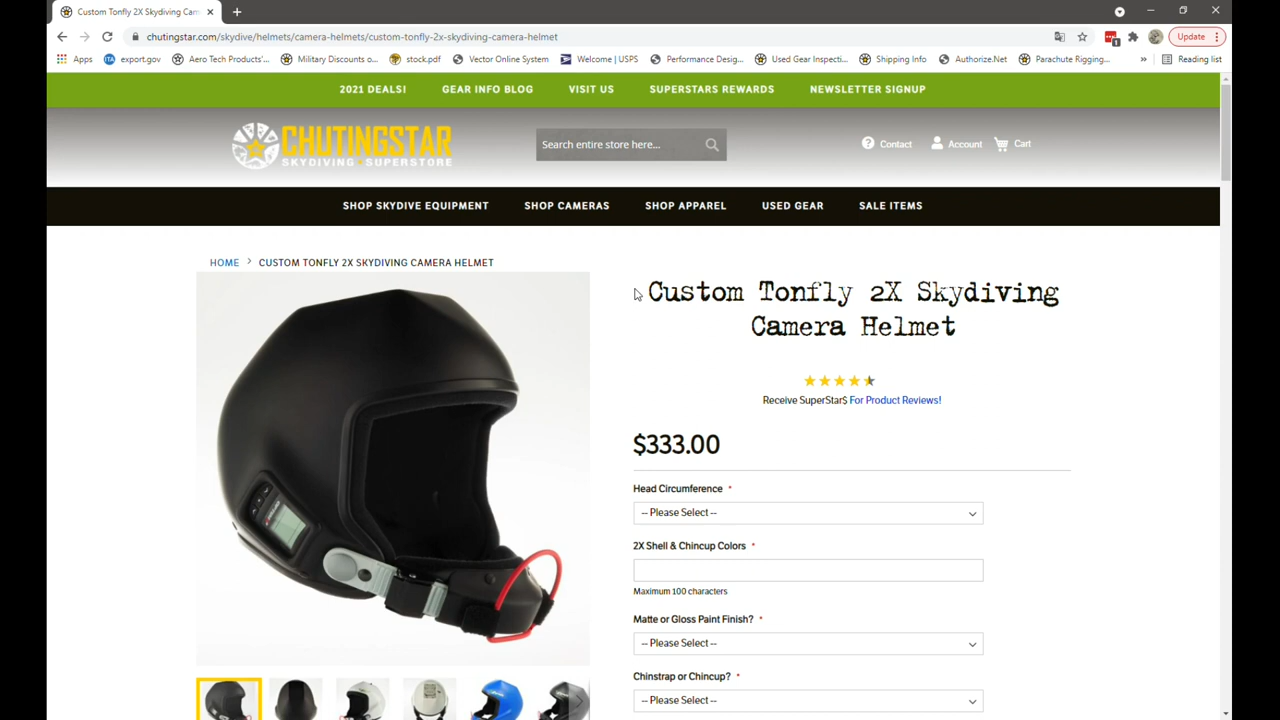 Custom Tonfly 2X Skydiving Cam
chutingstar.com/skydive/helmets/camera-helmets/custom-tonfly-2x-skydiving-camera-helmet
Update
Apps export.gov Aero Tech Products'... Military Discounts o... stock.pdf Vector Online System Welcome | USPS Performance Desig... Used Gear Inspecti... Shipping Info Authorize.Net Parachute Rigging... » Reading list
2021 DEALS! GEAR INFO BLOG VISIT US SUPERSTARS REWARDS NEWSLETTER SIGNUP
CHUTINGSTAR
SKYDIVING SUPERSTORE
Search entire store here...
Contact Account Cart
SHOP SKYDIVE EQUIPMENT SHOP CAMERAS SHOP APPAREL USED GEAR SALE ITEMS
HOME > CUSTOM TONFLY 2X SKYDIVING CAMERA HELMET
Custom Tonfly 2X Skydiving
Camera Helmet
Receive SuperStar$ For Product Reviews!
$333.00
Head Circumference *
-- Please Select --
2X Shell & Chincup Colors *
Maximum 100 characters
Matte or Gloss Paint Finish? *
-- Please Select --
Chinstrap or Chincup? *
-- Please Select --